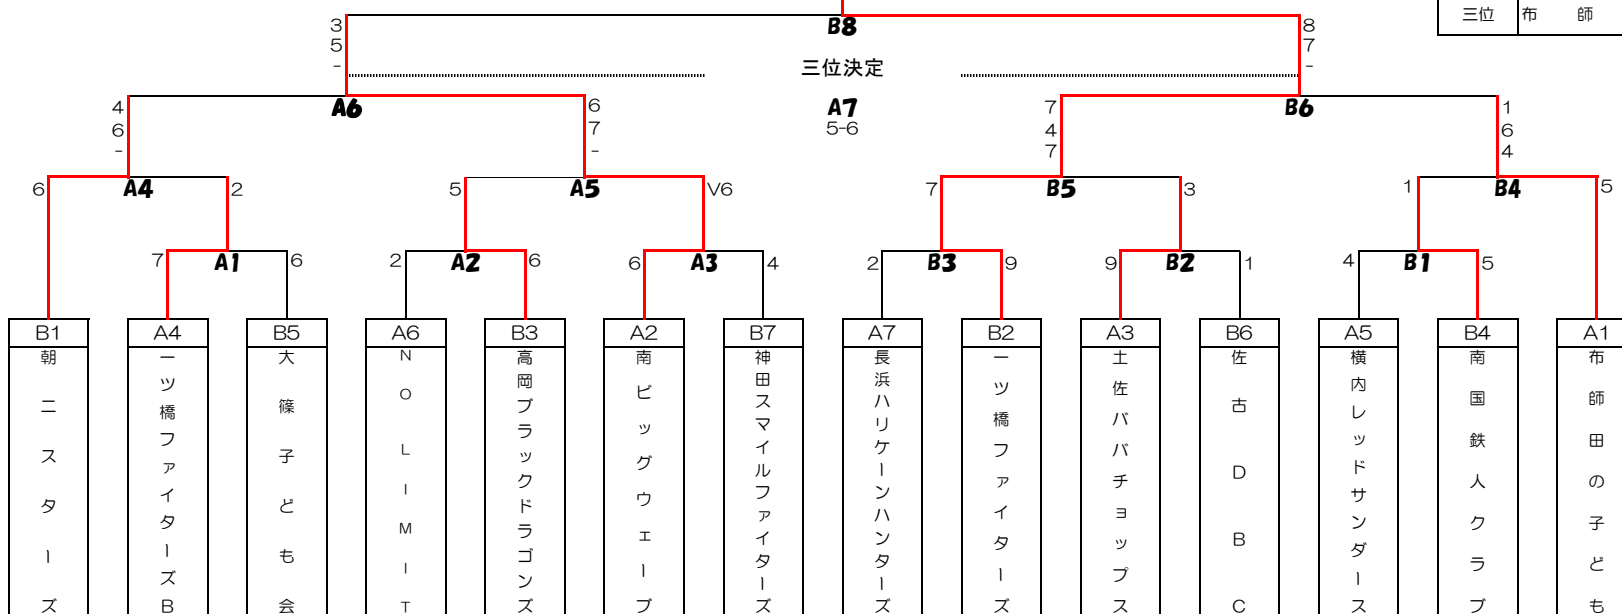 三位 布 師
3 B8 8
5 7
- 三位決定 -
4 A6 6 A7 7 B6 1
6 7 5-6 4 6
- - 7 4
6 A4 2 5 A5 V6 7 B5 3 1 B4 5
7 A1 6 2 A2 6 6 A3 4 2 B3 9 9 B2 1 4 B1 5
B1 A4 B5 A6 B3 A2 B7 A7 B2 A3 B6 A5 B4 A1
朝ニスターズ
一ツ橋ファイターズB
大篠子ども会
NO LIMIT
高岡ブラックドラゴンズ
南ビッグウェーブ
神田スマイルファイターズ
長浜ハリケーンハンターズ
一ツ橋ファイターズ
土佐ババチョップス
佐古DBC
横内レッドサンダース
南国鉄人クラブ
布師田の子ども